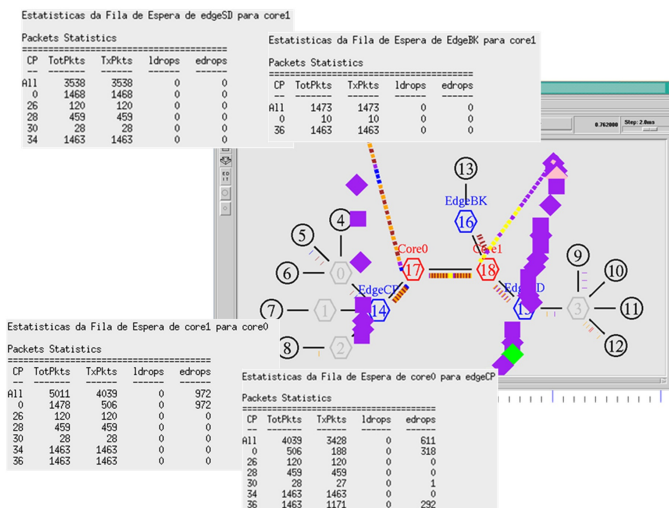 Estatisticas da Fila de Espera de edgeSD para core1
Packets Statistics
=======================================
CP TotPkts TxPkts ldrops edrops
-- ------- ------ ------ ------
All 3538 3538 0 0
0 1468 1468 0 0
26 120 120 0 0
28 459 459 0 0
30 28 28 0 0
34 1463 1463 0 0
Estatisticas da Fila de Espera de EdgeBK para core1
Packets Statistics
=======================================
CP TotPkts TxPkts ldrops edrops
-- ------- ------ ------ ------
All 1473 1473 0 0
0 10 10 0 0
36 1463 1463 0 0
0.762000 Step: 2.0ms
13
EdgeBK
16
4
5
6
0
Core0
17
Core1
18
9
10
EdgeCP
14
7
1
15
3
11
8
2
12
Estatisticas da Fila de Espera de core1 para core0
Packets Statistics
=======================================
CP TotPkts TxPkts ldrops edrops
-- ------- ------ ------ ------
All 5011 4039 0 972
0 1478 506 0 972
26 120 120 0 0
28 459 459 0 0
30 28 28 0 0
34 1463 1463 0 0
36 1463 1463 0 0
Estatisticas da Fila de Espera de core0 para edgeCP
Packets Statistics
=======================================
CP TotPkts TxPkts ldrops edrops
-- ------- ------ ------ ------
All 4039 3428 0 611
0 506 188 0 318
26 120 120 0 0
28 459 459 0 0
30 28 27 0 1
34 1463 1463 0 0
36 1463 1171 0 292